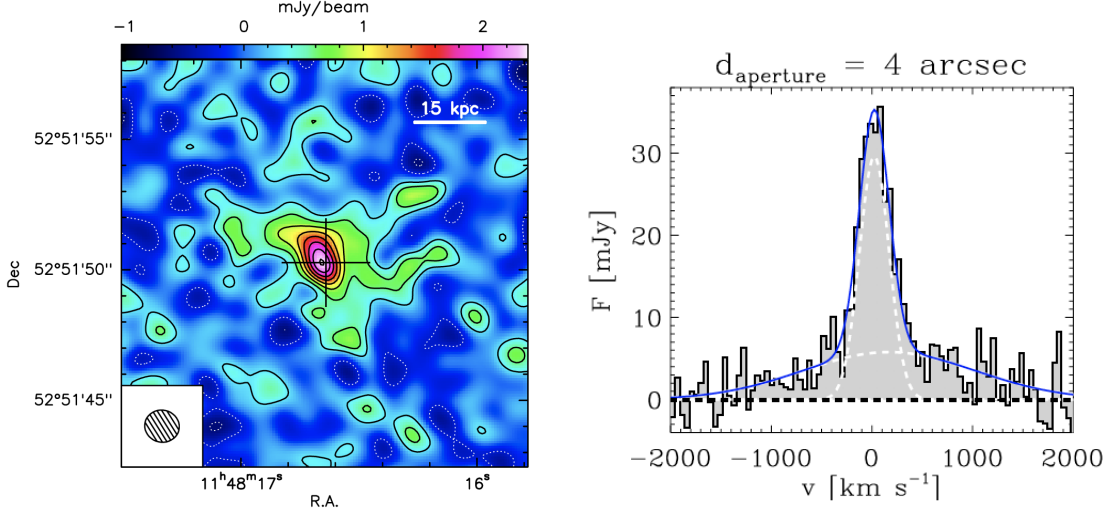 mJy/beam
−1 0 1 2
15 kpc
52°51'55''
52°51'50''
52°51'45''
Dec
11ʰ48ᵐ17ˢ 16ˢ
R.A.
d_aperture = 4 arcsec
F [mJy]
30
20
10
0
−2000 −1000 0 1000 2000
v [km s⁻¹]